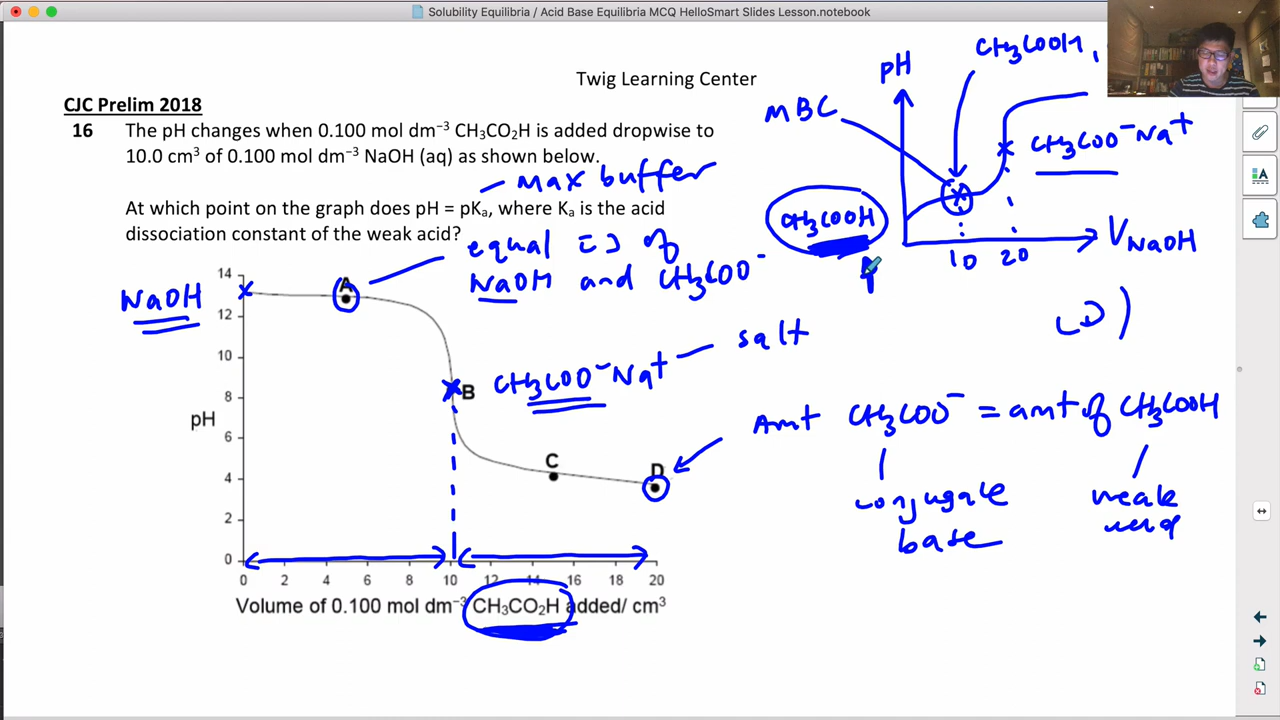 Solubility Equilibria / Acid Base Equilibria MCQ HelloSmart Slides Lesson.notebook
Twig Learning Center
CJC Prelim 2018
16 The pH changes when 0.100 mol dm⁻³ CH₃CO₂H is added dropwise to
10.0 cm³ of 0.100 mol dm⁻³ NaOH (aq) as shown below.
max buffer
At which point on the graph does pH = pKₐ, where Kₐ is the acid
dissociation constant of the weak acid?
equal [] of
NaOH and CH₃COO⁻
pH
CH₃COOH,
MBC
CH₃COO⁻Na⁺
CH₃COOH
10 20
V NaOH
(D)
14
12
10
8
6
4
2
0
pH
NaOH
A
B
CH₃COO⁻Na⁺ – salt
C
D
Amt CH₃COO⁻ = amt of CH₃COOH
conjugate
base
weak
acid
0 2 4 6 8 10 12 14 16 18 20
Volume of 0.100 mol dm⁻³ CH₃CO₂H added/ cm³